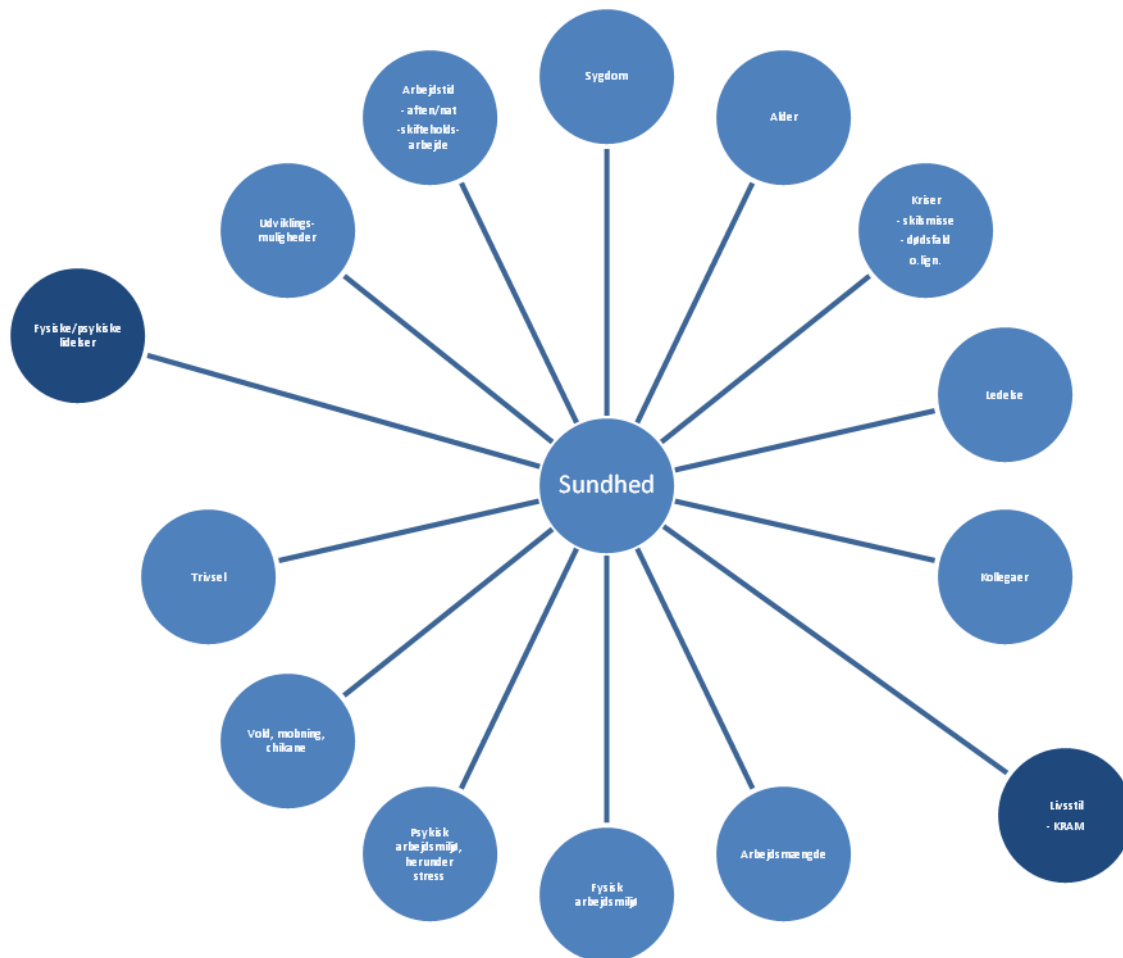 Sygdom
Alder
Kriser
- skilsmisse
- dødsfald
o.lign.
Ledelse
Kollegaer
Livsstil
- KRAM
Arbejdsmængde
Fysisk
arbejdsmiljø
Psykisk
arbejdsmiljø,
herunder
stress
Vold, mobning,
chikane
Trivsel
Fysiske/psykiske
lidelser
Udviklings-
muligheder
Arbejdstid
- aften/nat
-skifteholds-
arbejde
Sundhed